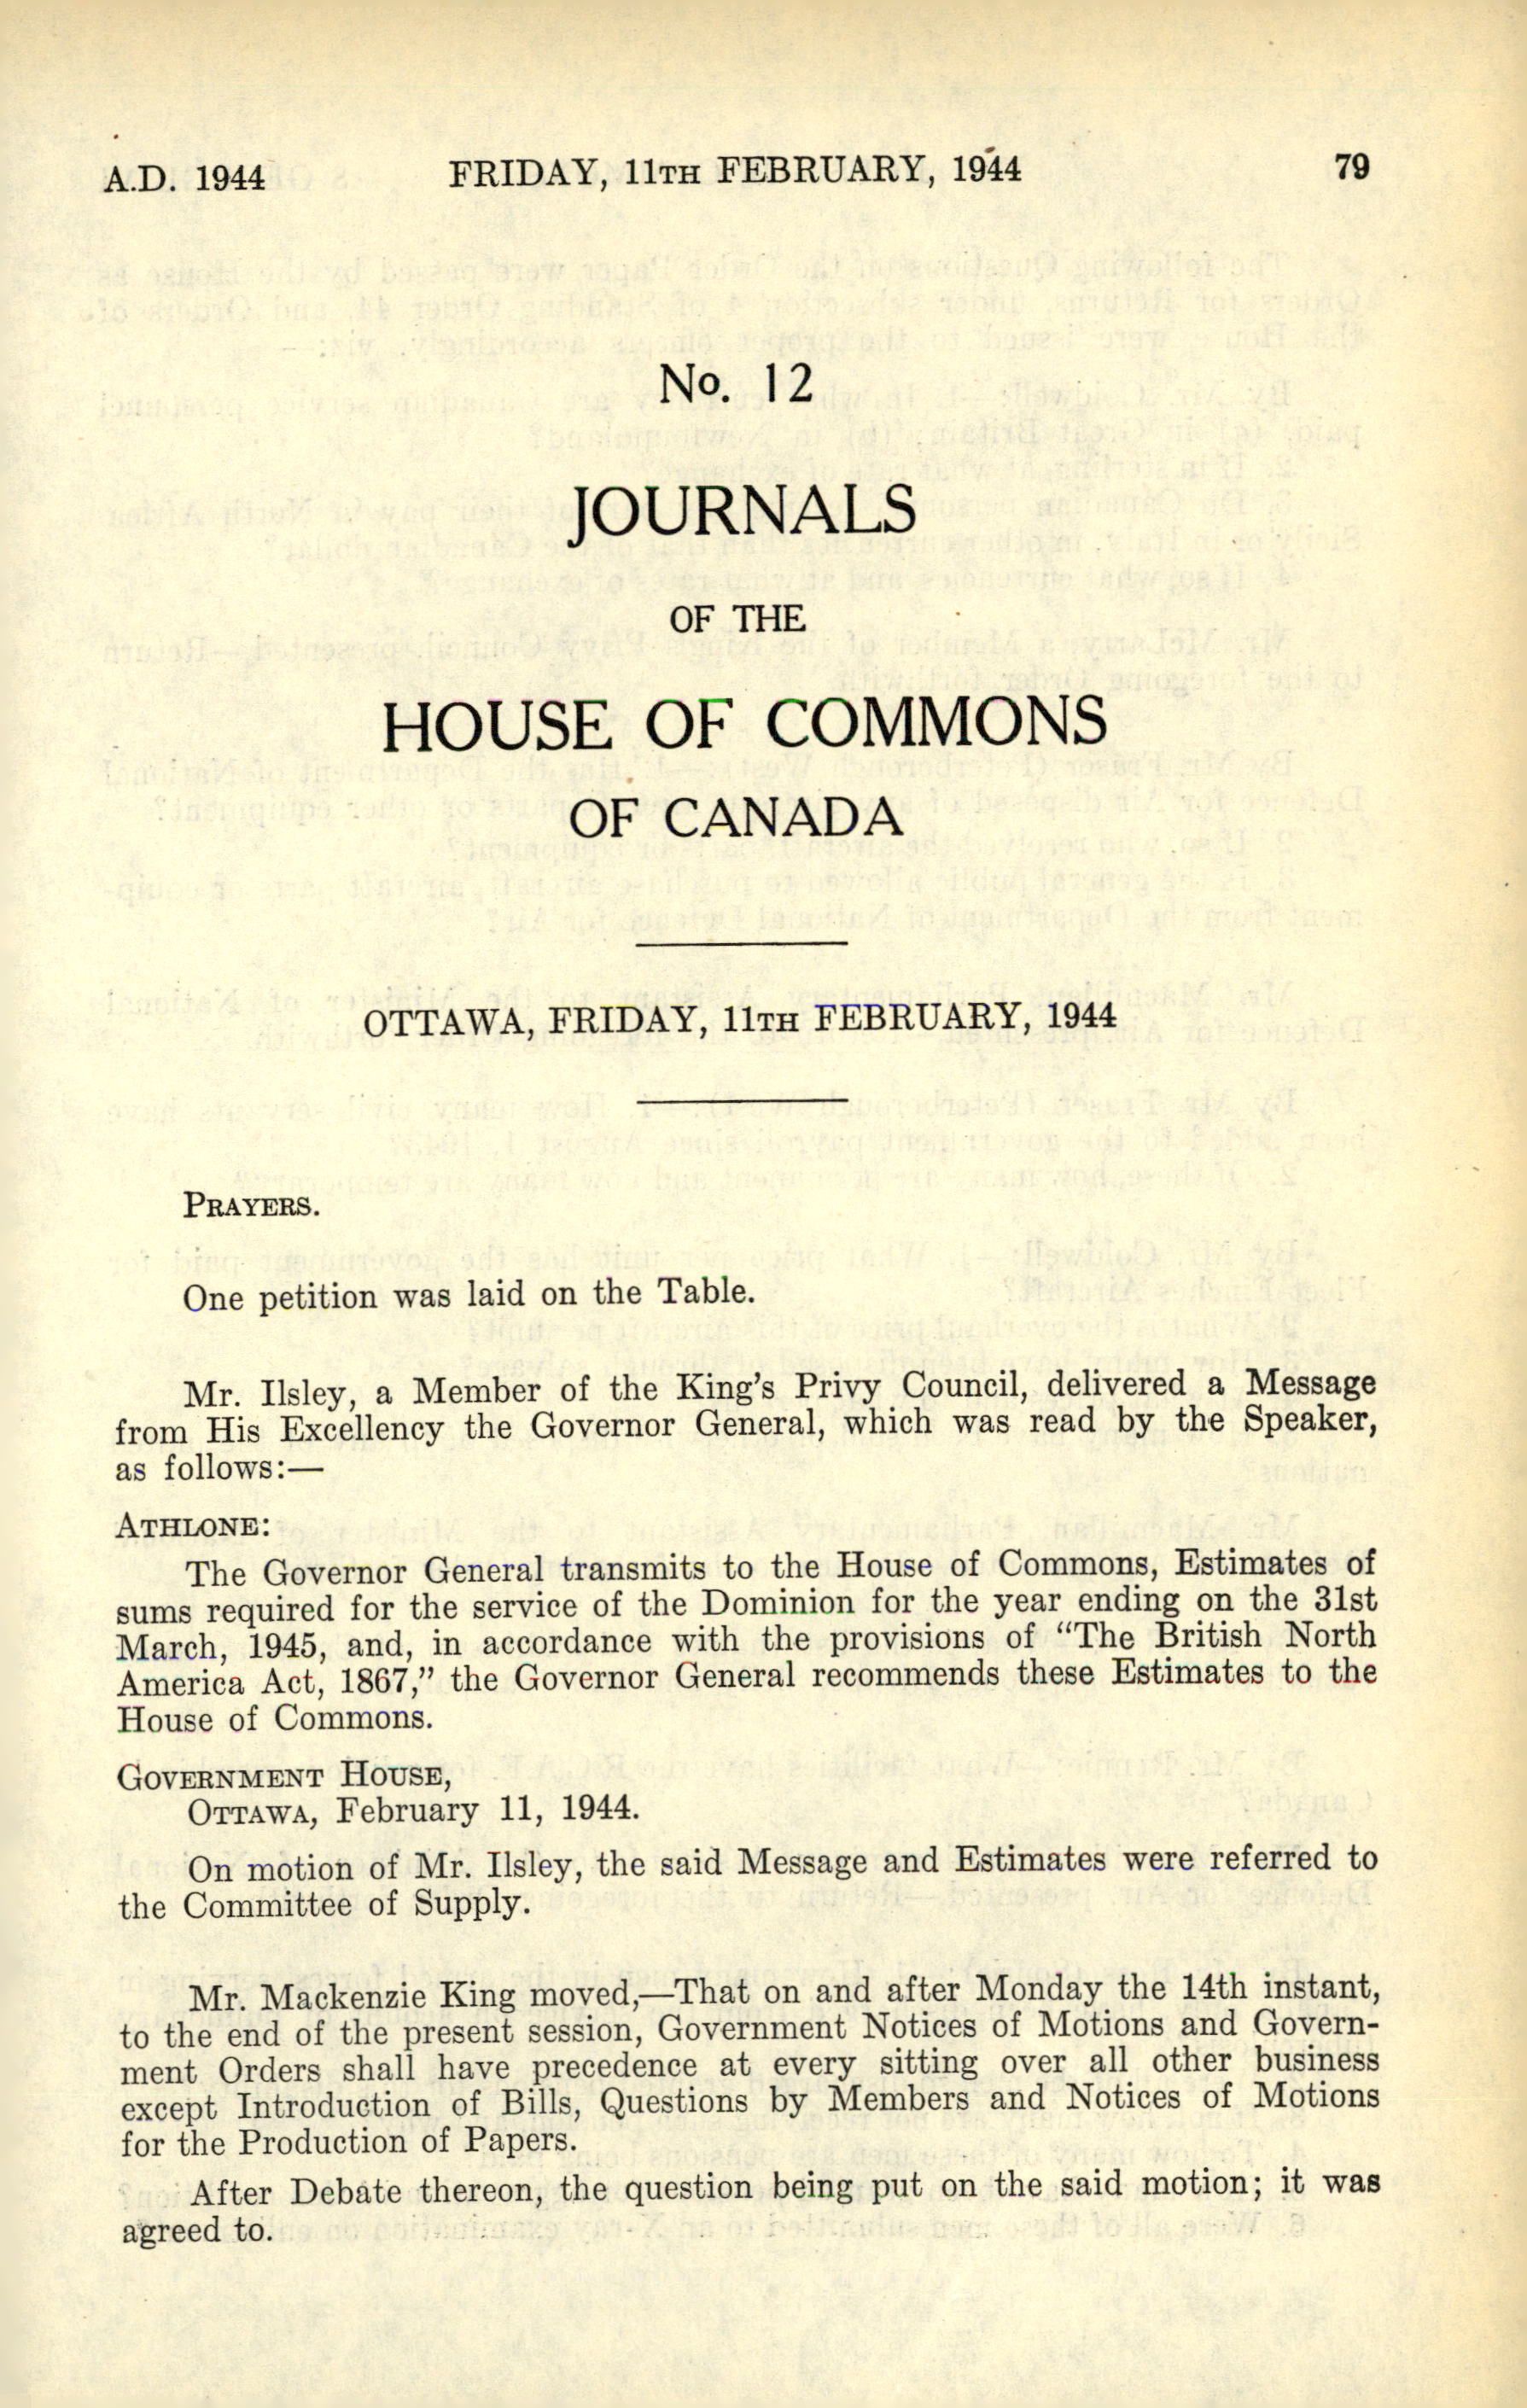 A.D. 1944 FRIDAY, 11TH FEBRUARY, 1944 79
No. 12
JOURNALS
OF THE
HOUSE OF COMMONS
OF CANADA
OTTAWA, FRIDAY, 11TH FEBRUARY, 1944
PRAYERS.
One petition was laid on the Table.
Mr. Ilsley, a Member of the King's Privy Council, delivered a Message
from His Excellency the Governor General, which was read by the Speaker,
as follows:—
ATHLONE:
The Governor General transmits to the House of Commons, Estimates of
sums required for the service of the Dominion for the year ending on the 31st
March, 1945, and, in accordance with the provisions of "The British North
America Act, 1867," the Governor General recommends these Estimates to the
House of Commons.
GOVERNMENT HOUSE,
OTTAWA, February 11, 1944.
On motion of Mr. Ilsley, the said Message and Estimates were referred to
the Committee of Supply.
Mr. Mackenzie King moved,—That on and after Monday the 14th instant,
to the end of the present session, Government Notices of Motions and Govern-
ment Orders shall have precedence at every sitting over all other business
except Introduction of Bills, Questions by Members and Notices of Motions
for the Production of Papers.
After Debate thereon, the question being put on the said motion; it was
agreed to.